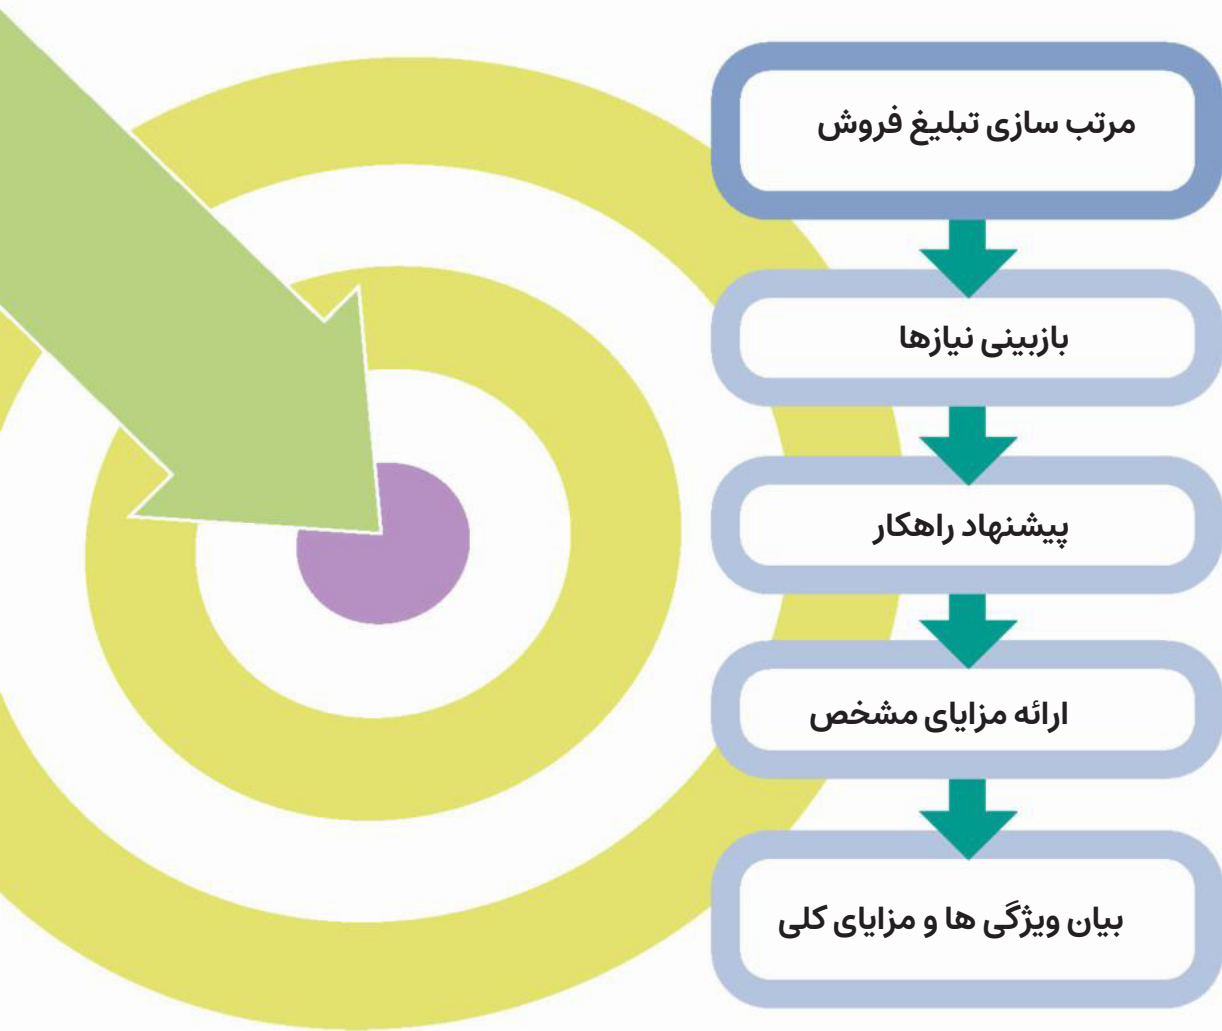 مرتب سازی تبلیغ فروش
بازبینی نیازها
پیشنهاد راهکار
ارائه مزایای مشخص
بیان ویژگی ها و مزایای کلی